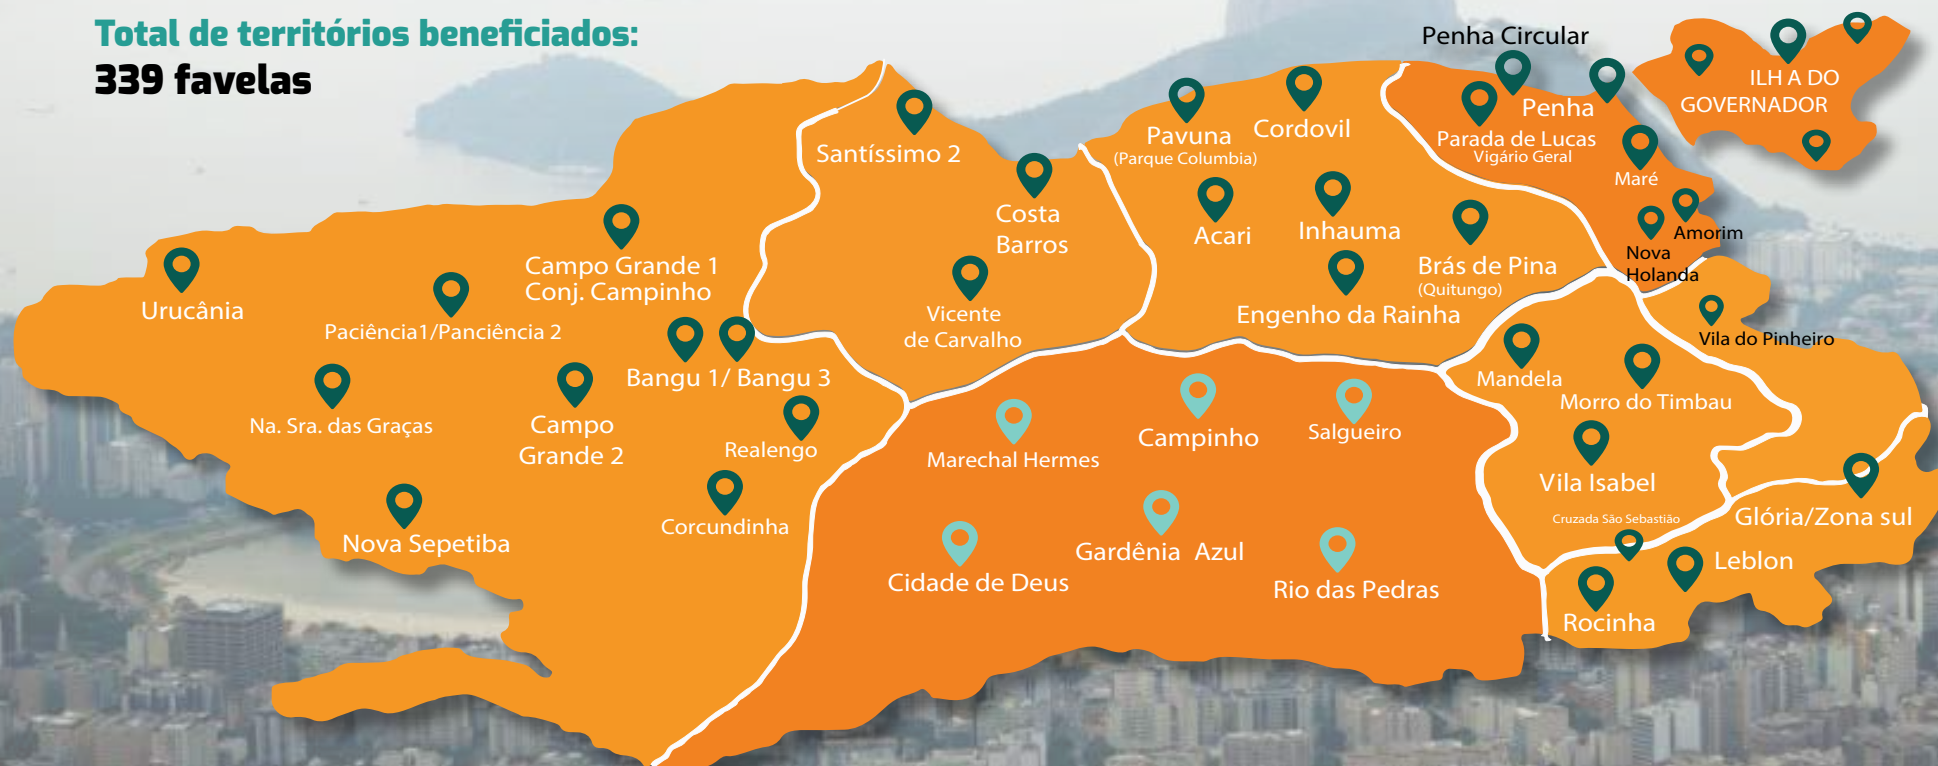 Total de territórios beneficiados:
339 favelas
Penha Circular
ILH A DO
GOVERNADOR
Penha
Parada de Lucas
Vigário Geral
Maré
Amorim
Nova
Holanda
Pavuna
(Parque Columbia)
Cordovil
Santíssimo 2
Costa
Barros
Acari
Inhauma
Brás de Pina
(Quitungo)
Engenho da Rainha
Vicente
de Carvalho
Urucânia
Campo Grande 1
Conj. Campinho
Paciência1/Panciência 2
Bangu 1/ Bangu 3
Na. Sra. das Graças
Campo
Grande 2
Realengo
Corcundinha
Nova Sepetiba
Vila do Pinheiro
Mandela
Morro do Timbau
Vila Isabel
Cruzada São Sebastião
Glória/Zona sul
Leblon
Rocinha
Marechal Hermes
Campinho
Salgueiro
Cidade de Deus
Gardênia Azul
Rio das Pedras